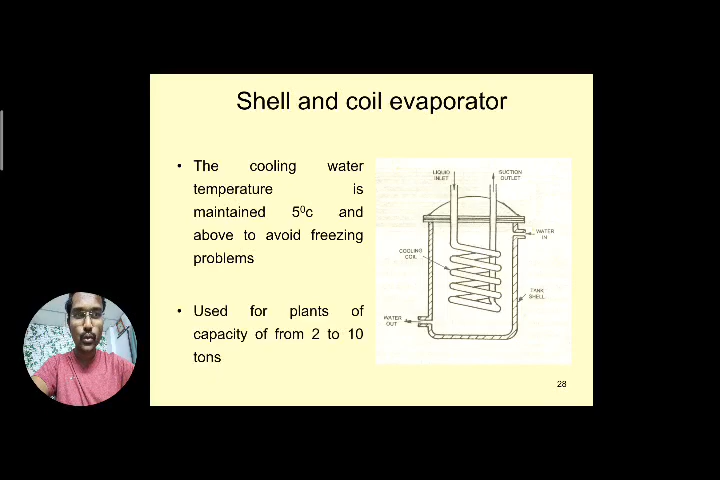 Shell and coil evaporator
• The cooling water
temperature is
maintained 5⁰c and
above to avoid freezing
problems
• Used for plants of
capacity of from 2 to 10
tons
LIQUID
INLET
SUCTION
OUTLET
WATER
IN
COOLING
COIL
TANK
SHELL
WATER
OUT
28